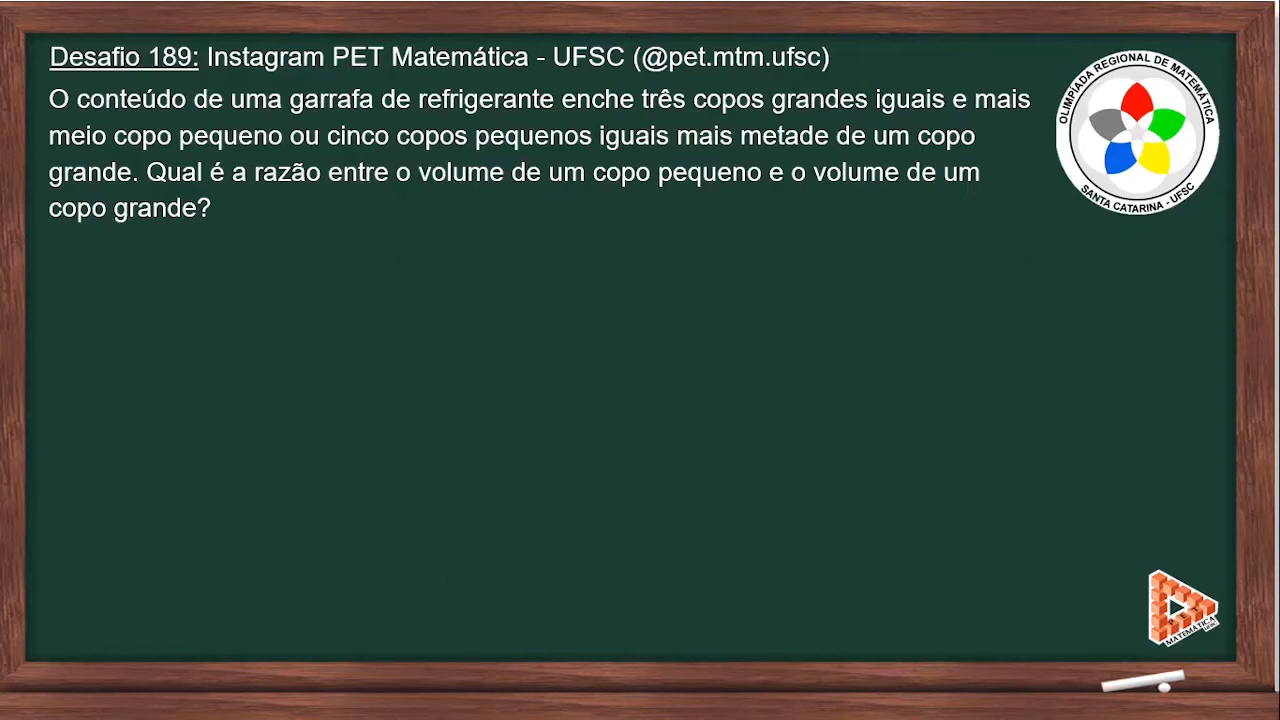 Desafio 189: Instagram PET Matemática - UFSC (@pet.mtm.ufsc)
O conteúdo de uma garrafa de refrigerante enche três copos grandes iguais e mais
meio copo pequeno ou cinco copos pequenos iguais mais metade de um copo
grande. Qual é a razão entre o volume de um copo pequeno e o volume de um
copo grande?
OLIMPÍADA REGIONAL DE MATEMÁTICA
SANTA CATARINA - UFSC
PET
MATEMÁTICA
UFSC